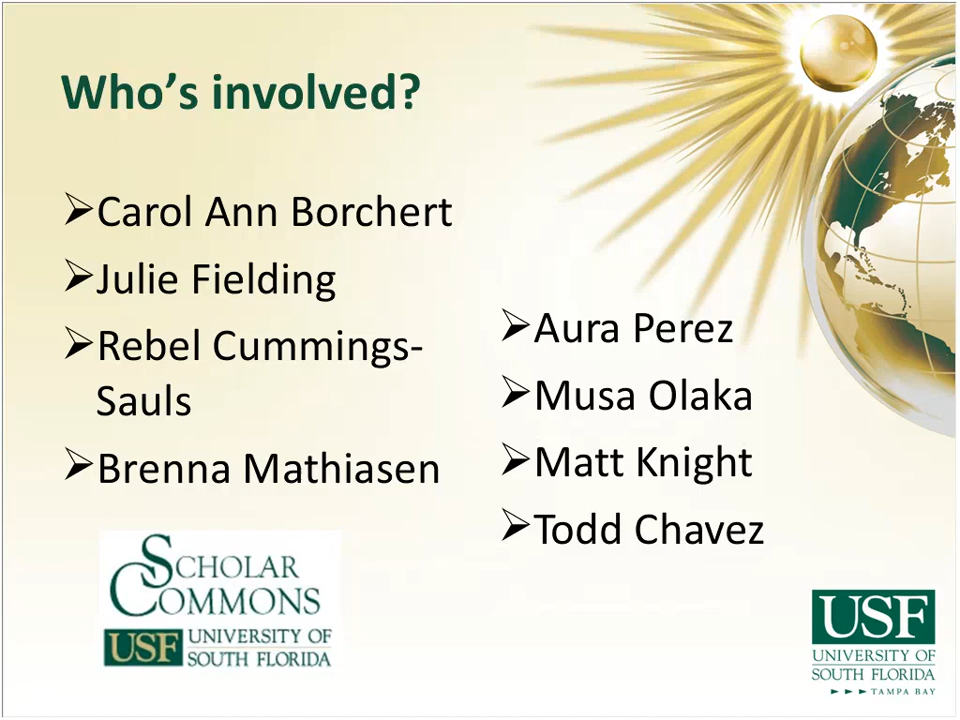 Who's involved?
➢Carol Ann Borchert
➢Julie Fielding
➢Rebel Cummings-
Sauls
➢Brenna Mathiasen
➢Aura Perez
➢Musa Olaka
➢Matt Knight
➢Todd Chavez
SCHOLAR
COMMONS
USF UNIVERSITY OF
SOUTH FLORIDA
USF
UNIVERSITY OF
SOUTH FLORIDA
►►►TAMPA BAY